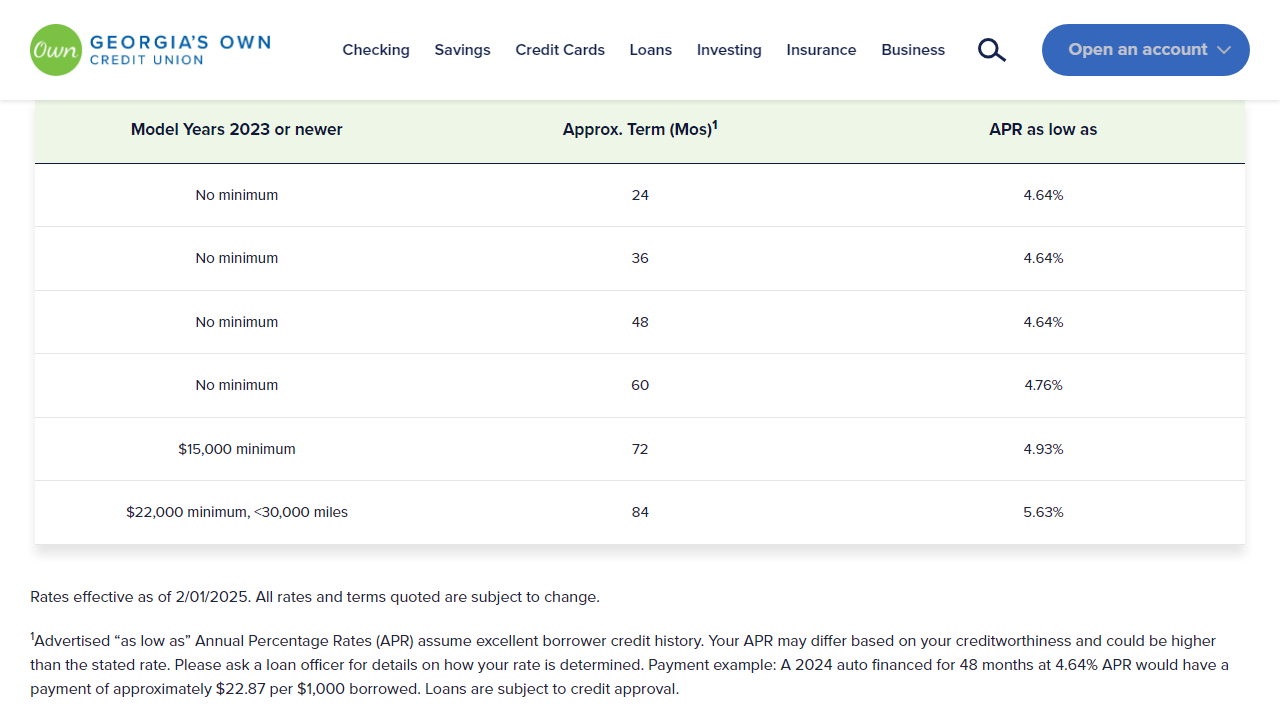 Own GEORGIA'S OWN
CREDIT UNION
Checking Savings Credit Cards Loans Investing Insurance Business Open an account
Model Years 2023 or newer Approx. Term (Mos)¹ APR as low as
No minimum 24 4.64%
No minimum 36 4.64%
No minimum 48 4.64%
No minimum 60 4.76%
$15,000 minimum 72 4.93%
$22,000 minimum, <30,000 miles 84 5.63%
Rates effective as of 2/01/2025. All rates and terms quoted are subject to change.
¹Advertised “as low as” Annual Percentage Rates (APR) assume excellent borrower credit history. Your APR may differ based on your creditworthiness and could be higher
than the stated rate. Please ask a loan officer for details on how your rate is determined. Payment example: A 2024 auto financed for 48 months at 4.64% APR would have a
payment of approximately $22.87 per $1,000 borrowed. Loans are subject to credit approval.